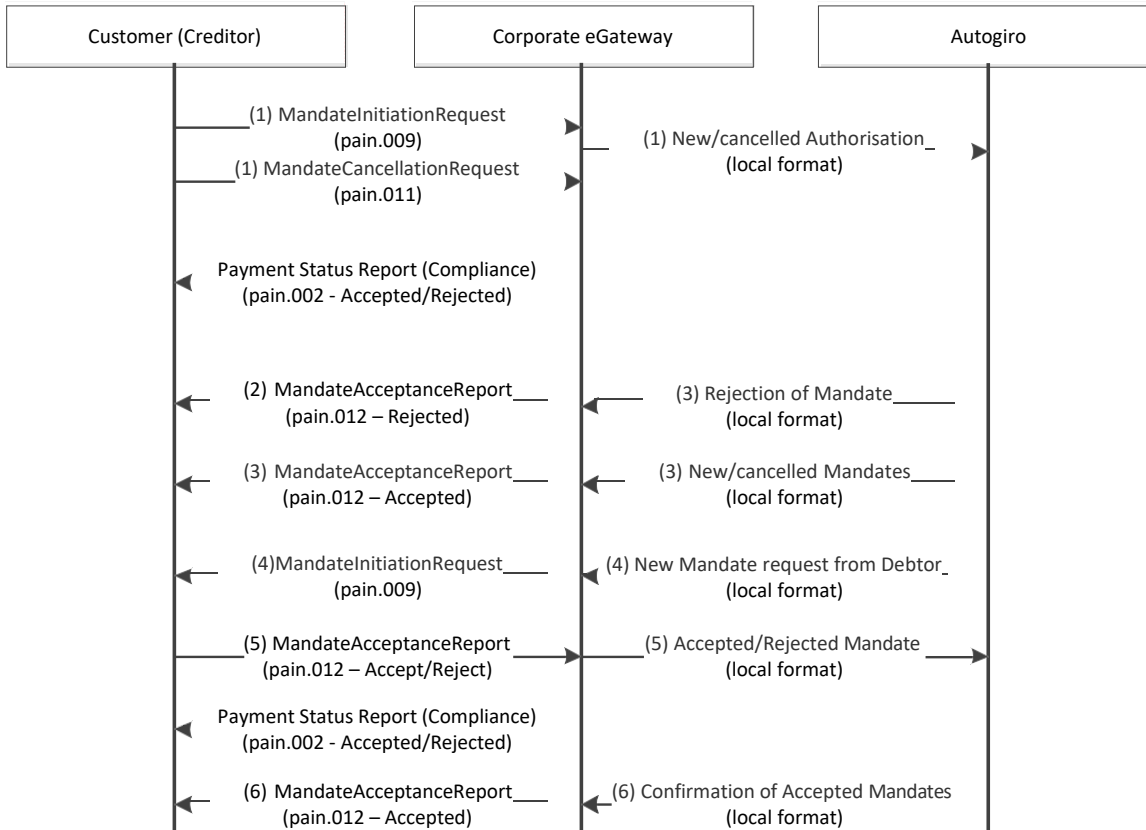 Customer (Creditor)
Corporate eGateway
Autogiro
(1) MandateInitiationRequest
(pain.009)
(1) New/cancelled Authorisation
(local format)
(1) MandateCancellationRequest
(pain.011)
Payment Status Report (Compliance)
(pain.002 - Accepted/Rejected)
(2) MandateAcceptanceReport
(pain.012 – Rejected)
(3) Rejection of Mandate
(local format)
(3) MandateAcceptanceReport
(pain.012 – Accepted)
(3) New/cancelled Mandates
(local format)
(4)MandateInitiationRequest
(pain.009)
(4) New Mandate request from Debtor
(local format)
(5) MandateAcceptanceReport
(pain.012 – Accept/Reject)
(5) Accepted/Rejected Mandate
(local format)
Payment Status Report (Compliance)
(pain.002 - Accepted/Rejected)
(6) MandateAcceptanceReport
(pain.012 – Accepted)
(6) Confirmation of Accepted Mandates
(local format)